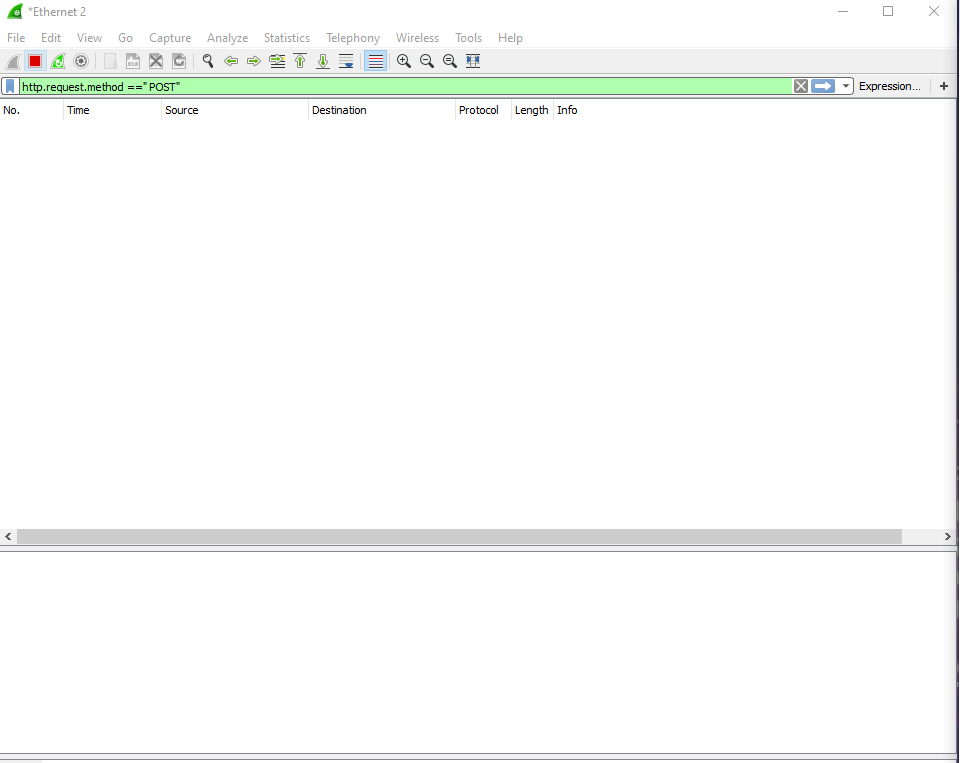 *Ethernet 2
File Edit View Go Capture Analyze Statistics Telephony Wireless Tools Help
http.request.method =="POST" Expression... +
No. Time Source Destination Protocol Length Info